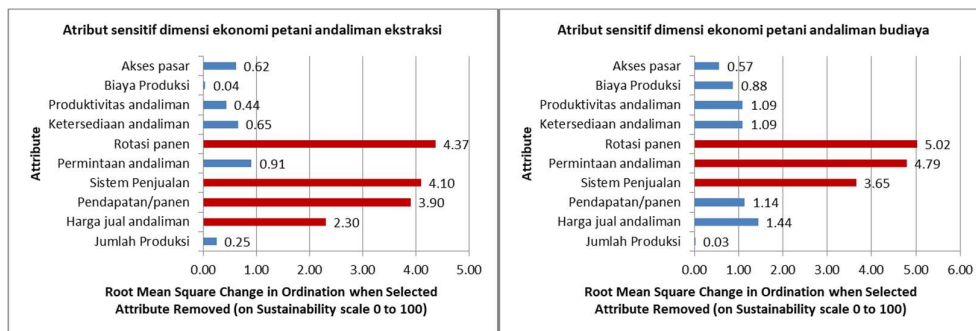 Atribut sensitif dimensi ekonomi petani andaliman ekstraksi
Attribute
Akses pasar 0.62
Biaya Produksi 0.04
Produktivitas andaliman 0.44
Ketersediaan andaliman 0.65
Rotasi panen 4.37
Permintaan andaliman 0.91
Sistem Penjualan 4.10
Pendapatan/panen 3.90
Harga jual andaliman 2.30
Jumlah Produksi 0.25
0.00 1.00 2.00 3.00 4.00 5.00
Root Mean Square Change in Ordination when Selected
Attribute Removed (on Sustainability scale 0 to 100)
Atribut sensitif dimensi ekonomi petani andaliman budiaya
Attribute
Akses pasar 0.57
Biaya Produksi 0.88
Produktivitas andaliman 1.09
Ketersediaan andaliman 1.09
Rotasi panen 5.02
Permintaan andaliman 4.79
Sistem Penjualan 3.65
Pendapatan/panen 1.14
Harga jual andaliman 1.44
Jumlah Produksi 0.03
0.00 1.00 2.00 3.00 4.00 5.00 6.00
Root Mean Square Change in Ordination when Selected
Attribute Removed (on Sustainability scale 0 to 100)